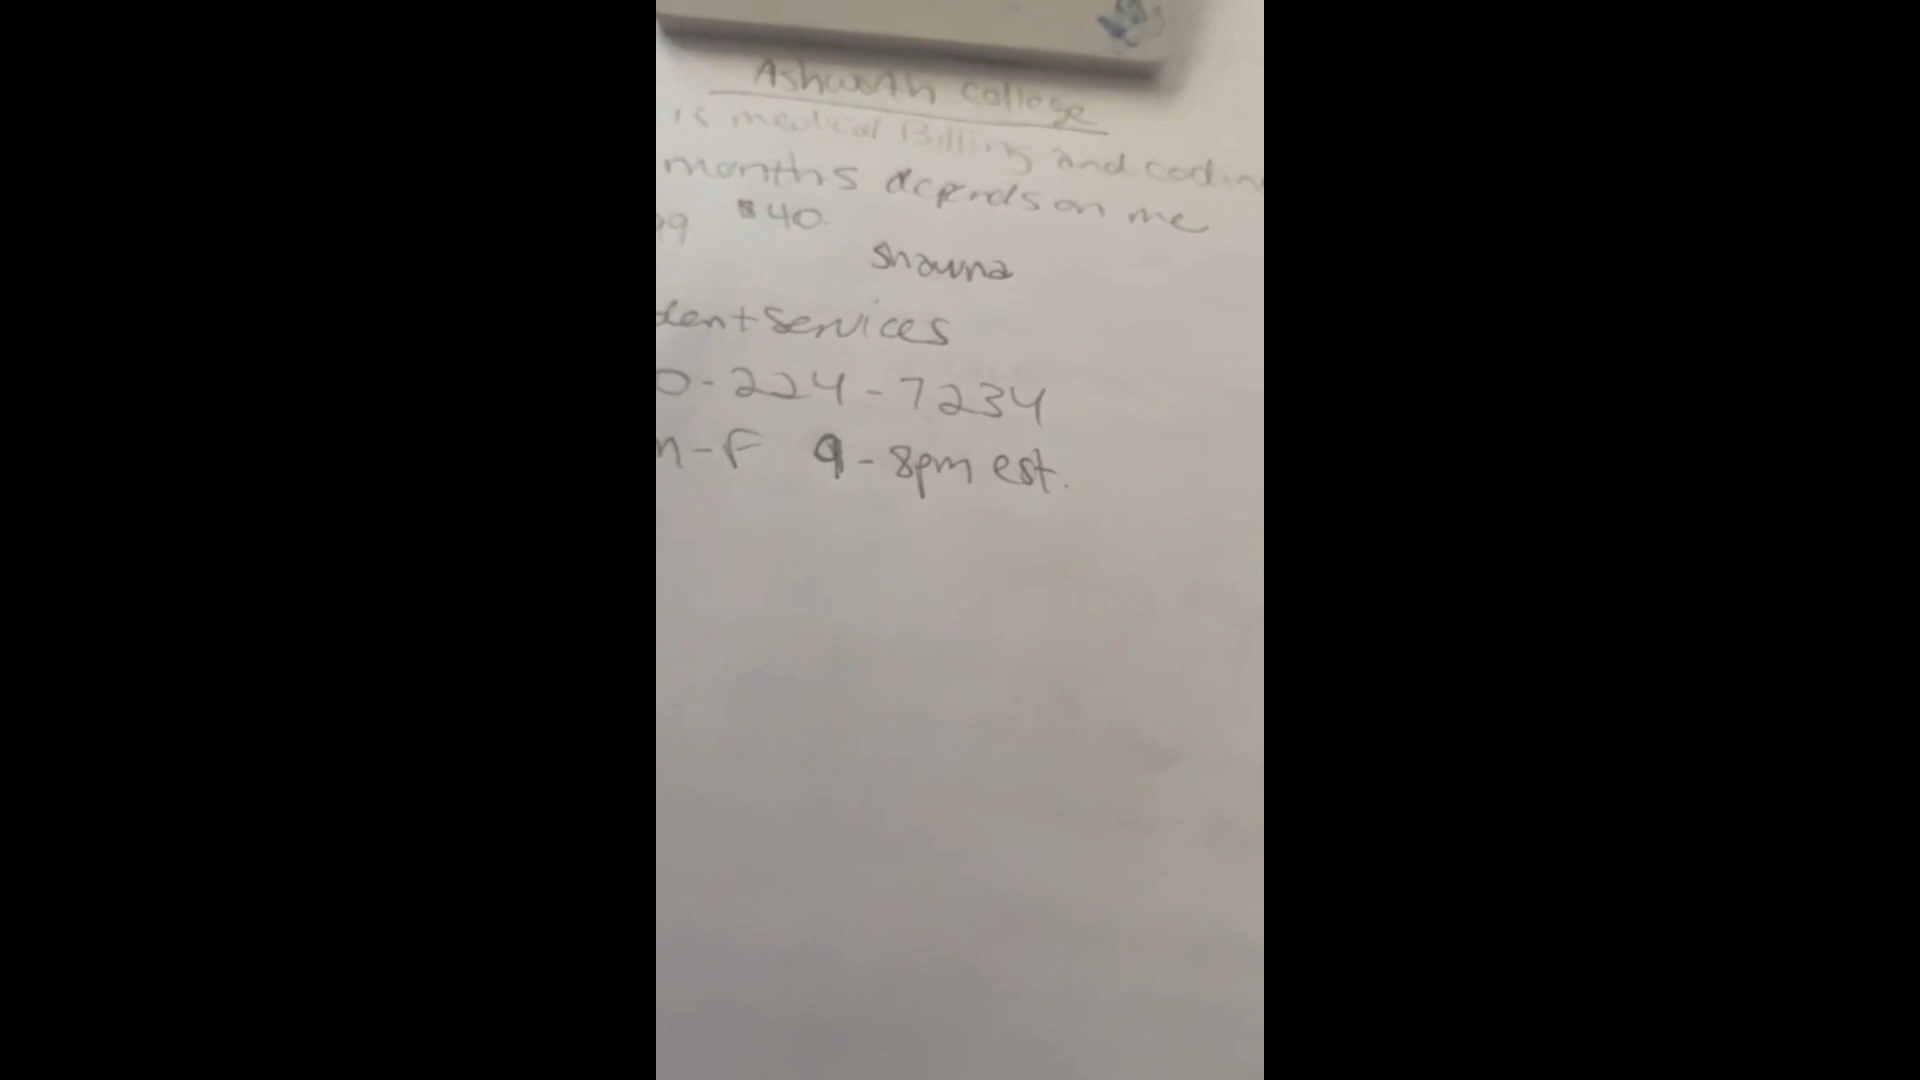 Ashworth College
is medical Billing and codin
months depends on me
99 $40.
Shawna
dent services
0-224-7234
M-F 9-8pm est.